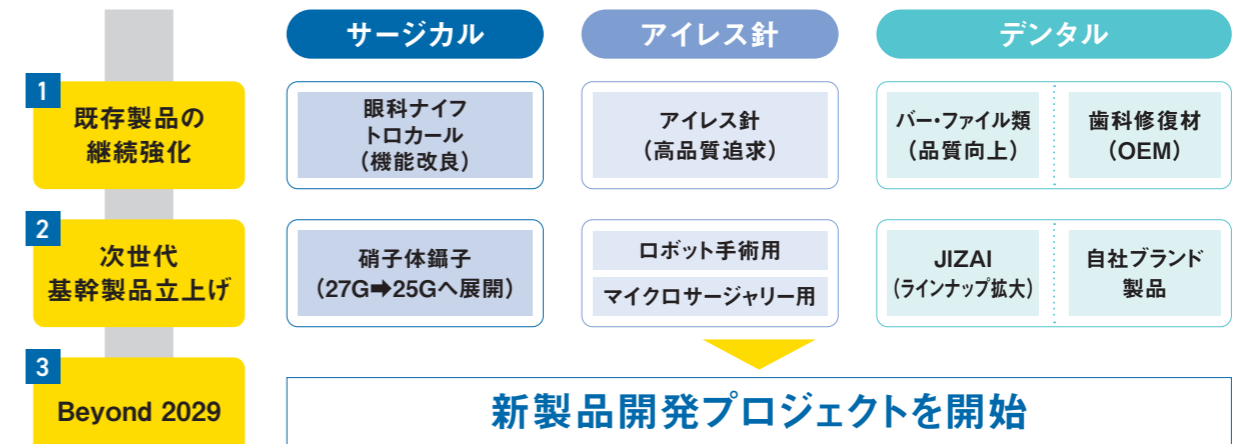 サージカル
アイレス針
デンタル
1
既存製品の
継続強化
眼科ナイフ
トロカール
(機能改良)
アイレス針
(高品質追求)
バー・ファイル類
(品質向上)
歯科修復材
(OEM)
2
次世代
基幹製品立上げ
硝子体鑷子
(27G➡25Gへ展開)
ロボット手術用
マイクロサージャリー用
JIZAI
(ラインナップ拡大)
自社ブランド
製品
3
Beyond 2029
新製品開発プロジェクトを開始